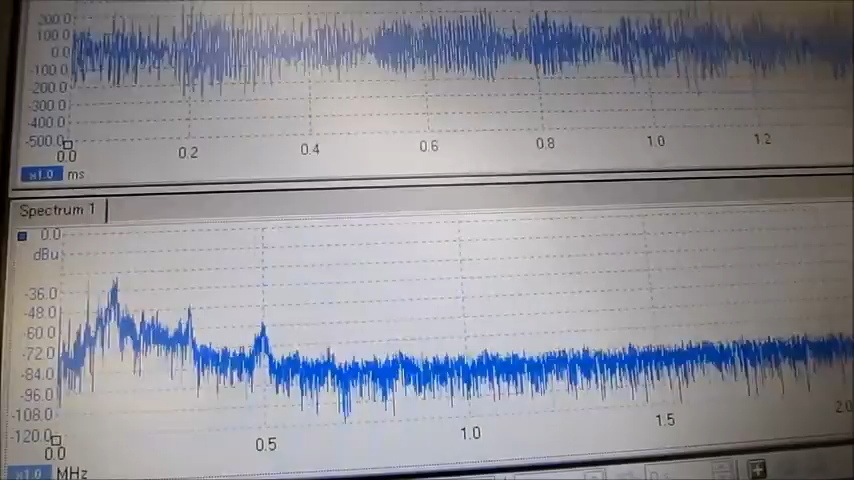 200.0
100.0
0.0
-100.0
-200.0
-300.0
-400.0
-500.0
0.0 0.2 0.4 0.6 0.8 1.0 1.2
x1.0 ms
Spectrum 1
0.0
dBu
-36.0
-48.0
-60.0
-72.0
-84.0
-96.0
-108.0
-120.0
0.0 0.5 1.0 1.5 2.0
x1.0 MHz